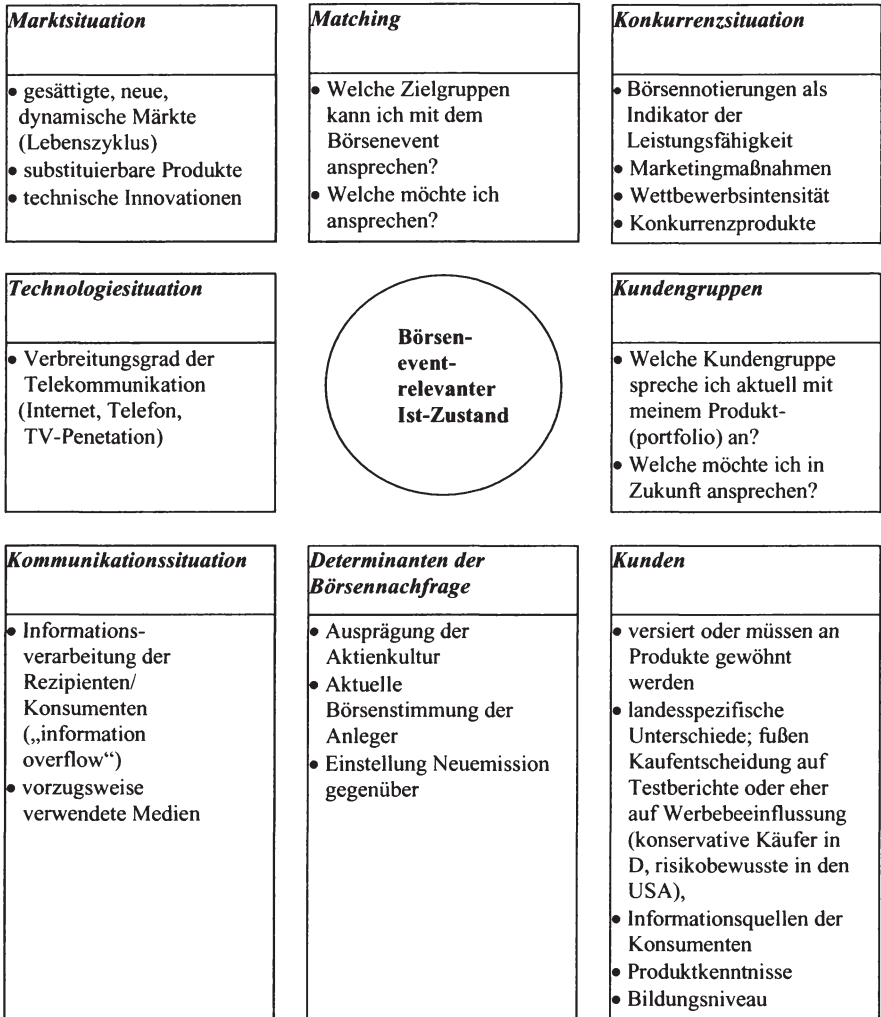 Marktsituation
• gesättigte, neue,
dynamische Märkte
(Lebenszyklus)
• substituierbare Produkte
• technische Innovationen
Matching
• Welche Zielgruppen
kann ich mit dem
Börsenevent
ansprechen?
• Welche möchte ich
ansprechen?
Konkurrenzsituation
• Börsennotierungen als
Indikator der
Leistungsfähigkeit
• Marketingmaßnahmen
• Wettbewerbsintensität
• Konkurrenzprodukte
Technologiesituation
• Verbreitungsgrad der
Telekommunikation
(Internet, Telefon,
TV-Penetation)
Börsen-
event-
relevanter
Ist-Zustand
Kundengruppen
• Welche Kundengruppe
spreche ich aktuell mit
meinem Produkt-
(portfolio) an?
• Welche möchte ich in
Zukunft ansprechen?
Kommunikationssituation
• Informations-
verarbeitung der
Rezipienten/
Konsumenten
(„information
overflow“)
• vorzugsweise
verwendete Medien
Determinanten der
Börsennachfrage
• Ausprägung der
Aktienkultur
• Aktuelle
Börsenstimmung der
Anleger
• Einstellung Neuemission
gegenüber
Kunden
• versiert oder müssen an
Produkte gewöhnt
werden
• landesspezifische
Unterschiede; fußen
Kaufentscheidung auf
Testberichte oder eher
auf Werbebeeinflussung
(konservative Käufer in
D, risikobewusste in den
USA),
• Informationsquellen der
Konsumenten
• Produktkenntnisse
• Bildungsniveau